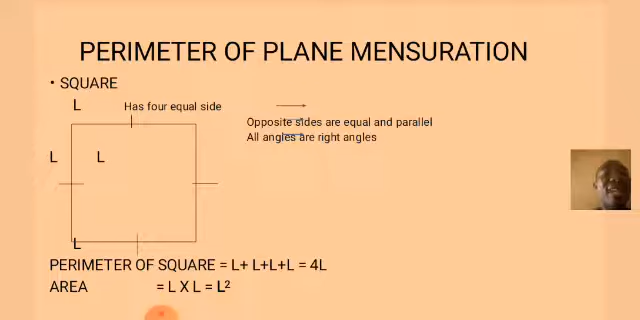 PERIMETER OF PLANE MENSURATION
• SQUARE
L
Has four equal side
Opposite sides are equal and parallel
All angles are right angles
L
L
L
PERIMETER OF SQUARE = L+ L+L+L = 4L
AREA = L X L = L²